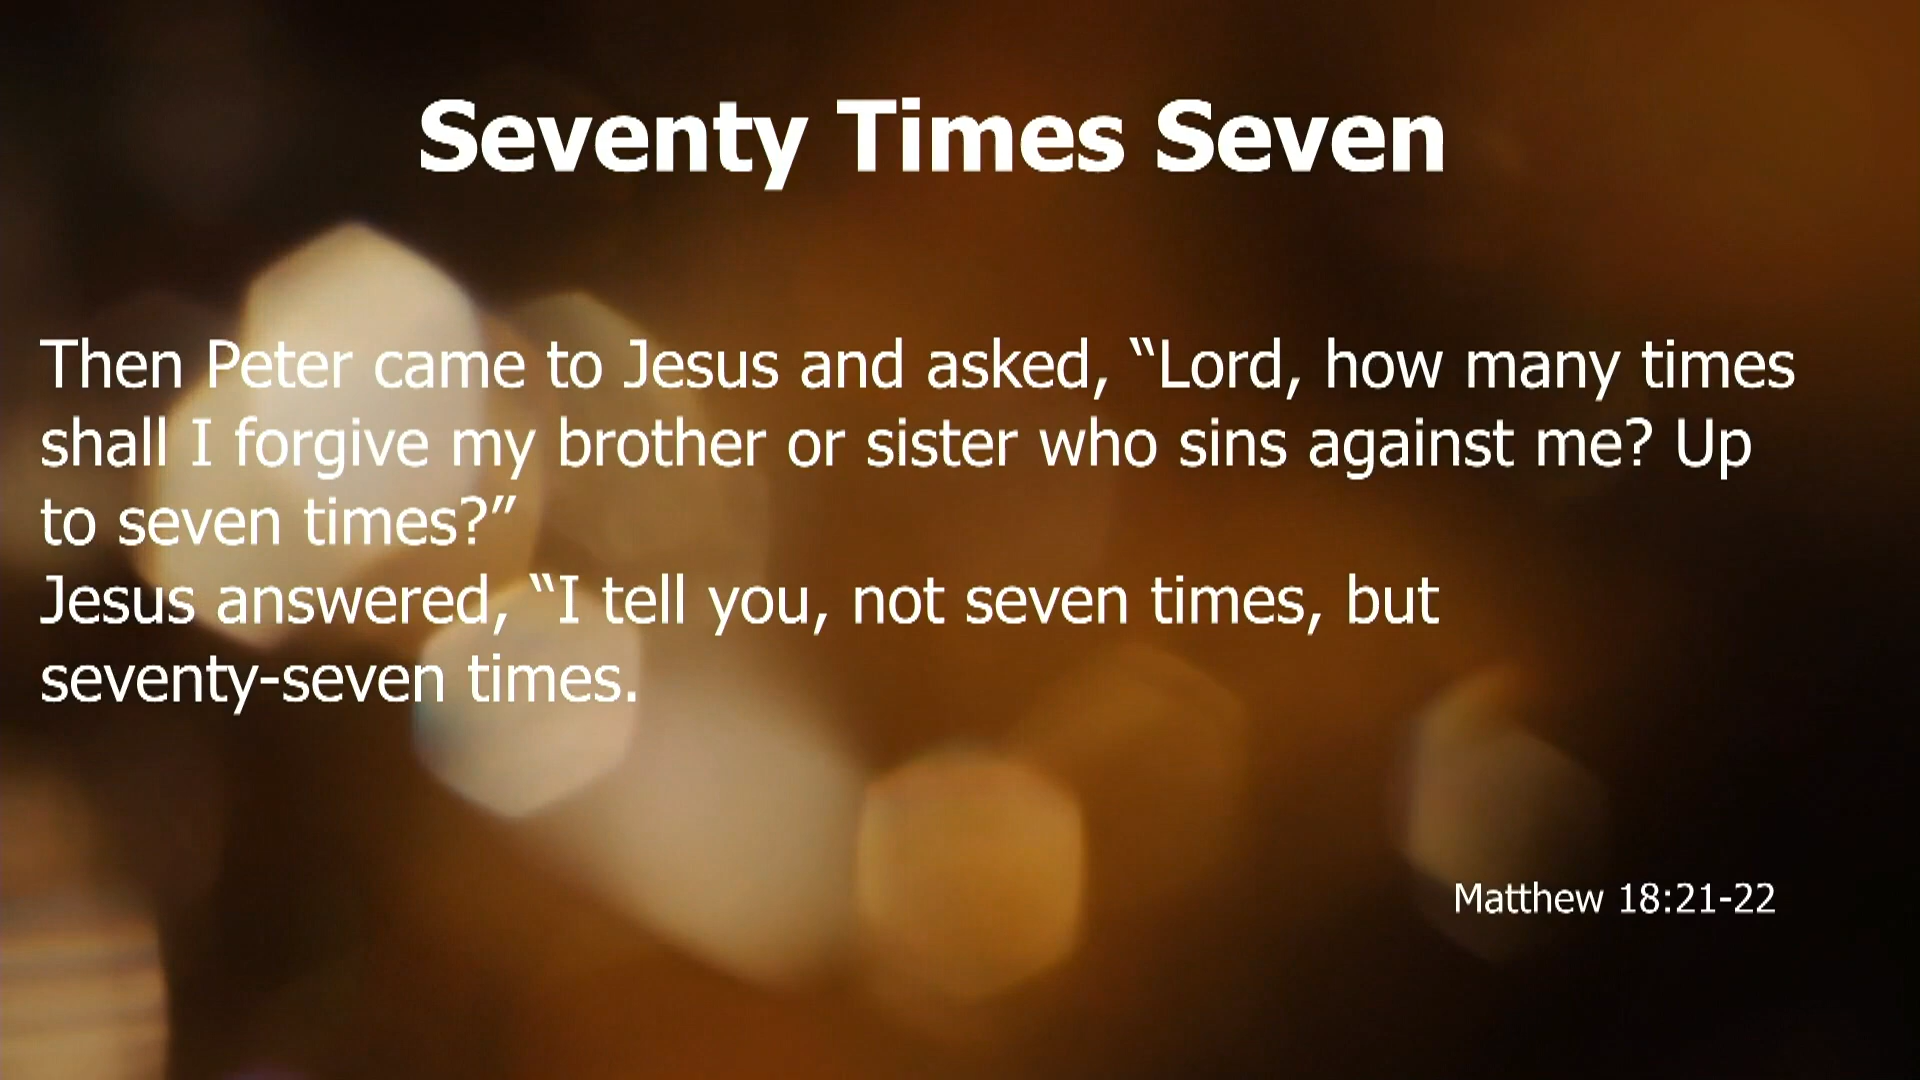 Seventy Times Seven
Then Peter came to Jesus and asked, “Lord, how many times
shall I forgive my brother or sister who sins against me? Up
to seven times?”
Jesus answered, “I tell you, not seven times, but
seventy-seven times.
Matthew 18:21-22